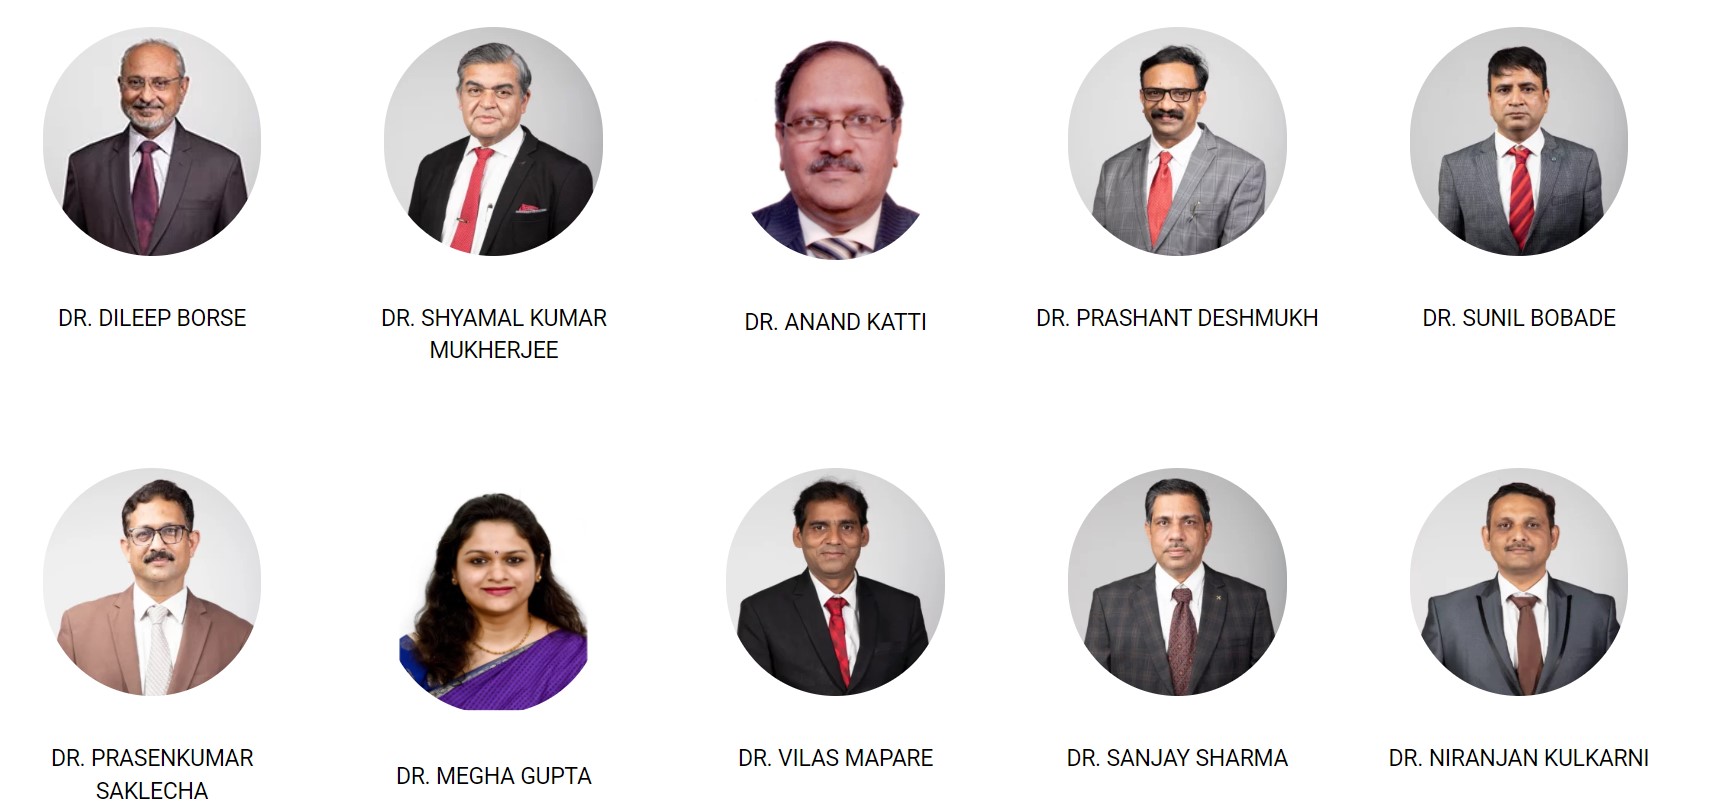 DR. DILEEP BORSE
DR. SHYAMAL KUMAR
MUKHERJEE
DR. ANAND KATTI
DR. PRASHANT DESHMUKH
DR. SUNIL BOBADE
DR. PRASENKUMAR
SAKLECHA
DR. MEGHA GUPTA
DR. VILAS MAPARE
DR. SANJAY SHARMA
DR. NIRANJAN KULKARNI